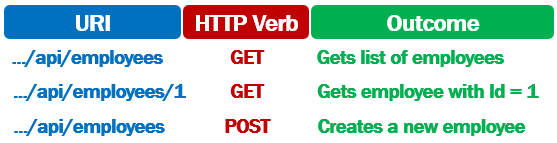 URI HTTP Verb Outcome
.../api/employees GET Gets list of employees
.../api/employees/1 GET Gets employee with Id = 1
.../api/employees POST Creates a new employee